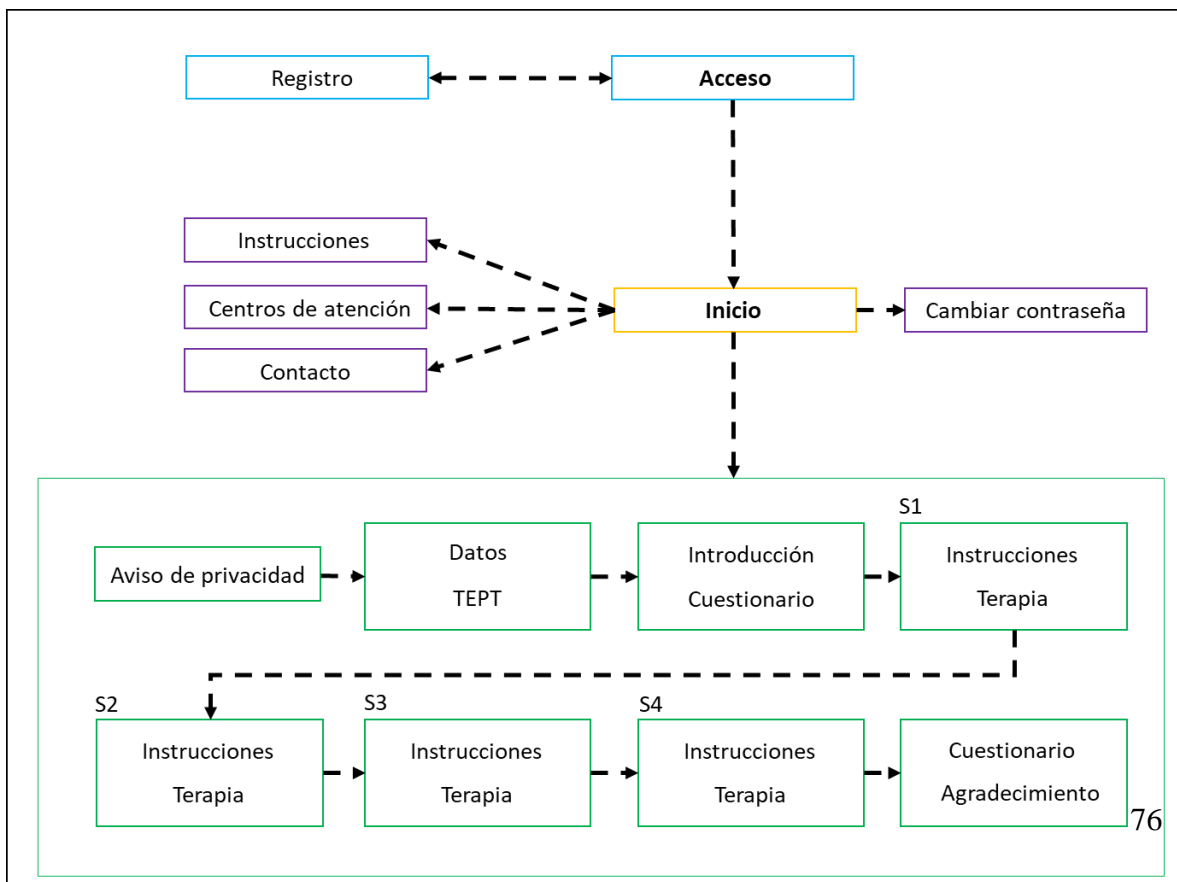 Registro
Acceso
Instrucciones
Centros de atención
Inicio
Cambiar contraseña
Contacto
S1
Aviso de privacidad
Datos
TEPT
Introducción
Cuestionario
Instrucciones
Terapia
S2
Instrucciones
Terapia
S3
Instrucciones
Terapia
S4
Instrucciones
Terapia
Cuestionario
Agradecimiento
76